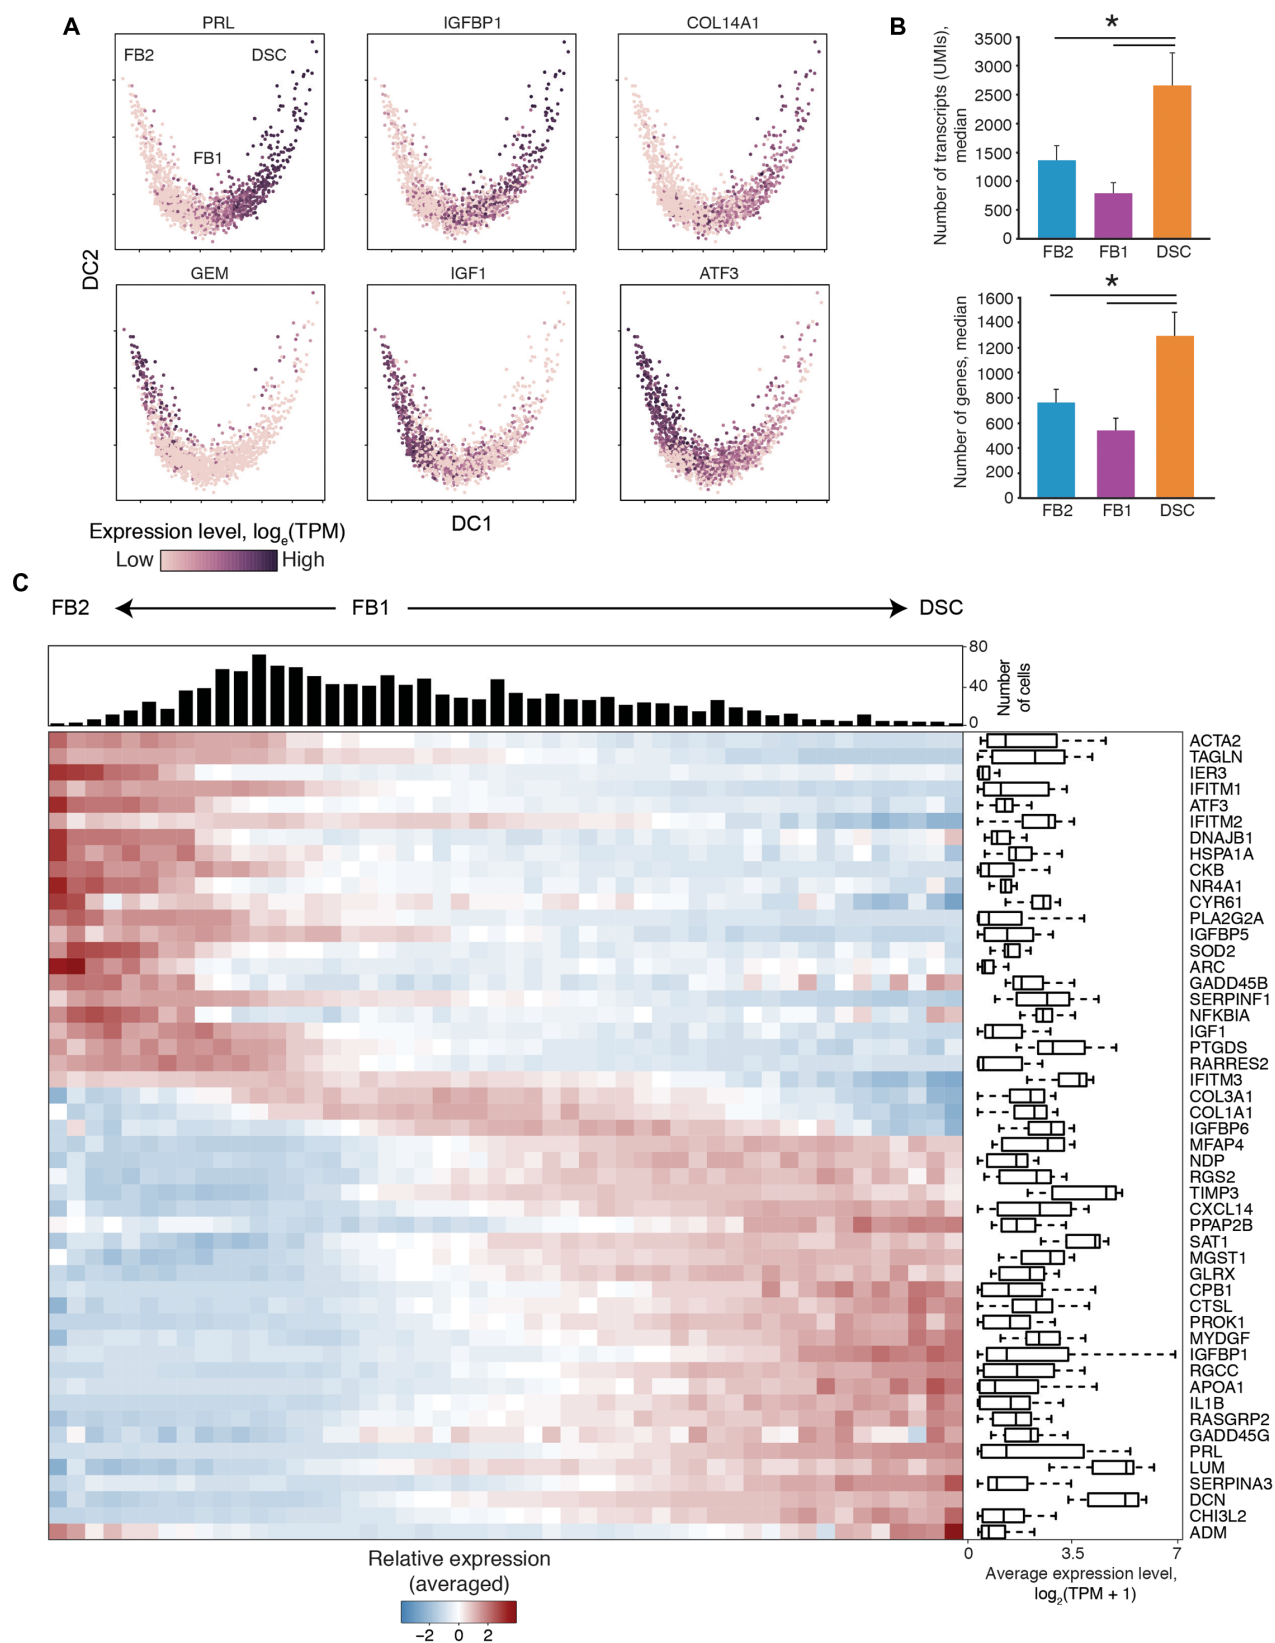 A
PRL
IGFBP1
COL14A1
FB2
DSC
FB1
GEM
IGF1
ATF3
DC2
DC1
Expression level, loge(TPM)
Low
High
B
*
Number of transcripts (UMIs),
median
3500
3000
2500
2000
1500
1000
500
0
FB2
FB1
DSC
*
Number of genes, median
1600
1400
1200
1000
800
600
400
200
0
FB2
FB1
DSC
C
FB2
FB1
DSC
80
40
0
Number
of cells
ACTA2
TAGLN
IER3
IFITM1
ATF3
IFITM2
DNAJB1
HSPA1A
CKB
NR4A1
CYR61
PLA2G2A
IGFBP5
SOD2
ARC
GADD45B
SERPINF1
NFKBIA
IGF1
PTGDS
RARRES2
IFITM3
COL3A1
COL1A1
IGFBP6
MFAP4
NDP
RGS2
TIMP3
CXCL14
PPAP2B
SAT1
MGST1
GLRX
CPB1
CTSL
PROK1
MYDGF
IGFBP1
RGCC
APOA1
IL1B
RASGRP2
GADD45G
PRL
LUM
SERPINA3
DCN
CHI3L2
ADM
0 3.5 7
Average expression level,
log2(TPM + 1)
Relative expression
(averaged)
−2 0 2